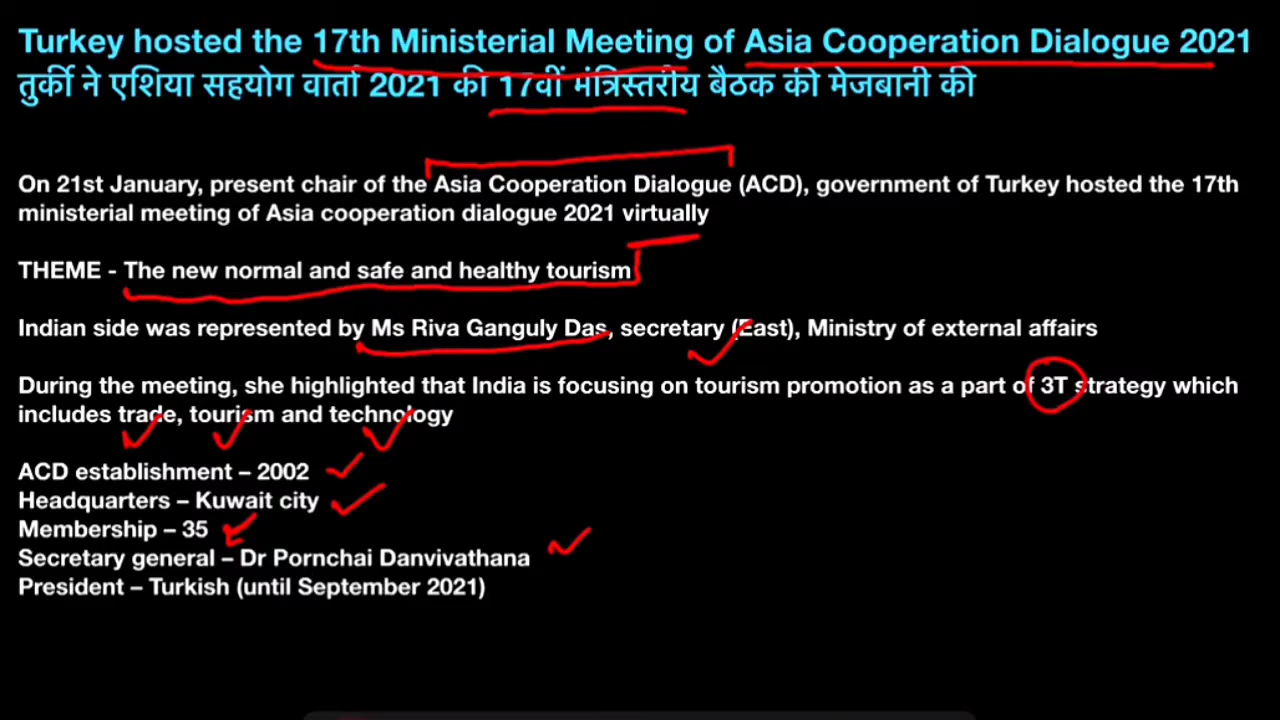 Turkey hosted the 17th Ministerial Meeting of Asia Cooperation Dialogue 2021
तुर्की ने एशिया सहयोग वार्ता 2021 की 17वीं मंत्रिस्तरीय बैठक की मेजबानी की
On 21st January, present chair of the Asia Cooperation Dialogue (ACD), government of Turkey hosted the 17th
ministerial meeting of Asia cooperation dialogue 2021 virtually
THEME - The new normal and safe and healthy tourism
Indian side was represented by Ms Riva Ganguly Das, secretary (East), Ministry of external affairs
During the meeting, she highlighted that India is focusing on tourism promotion as a part of 3T strategy which
includes trade, tourism and technology
ACD establishment – 2002
Headquarters – Kuwait city
Membership – 35
Secretary general – Dr Pornchai Danvivathana
President – Turkish (until September 2021)